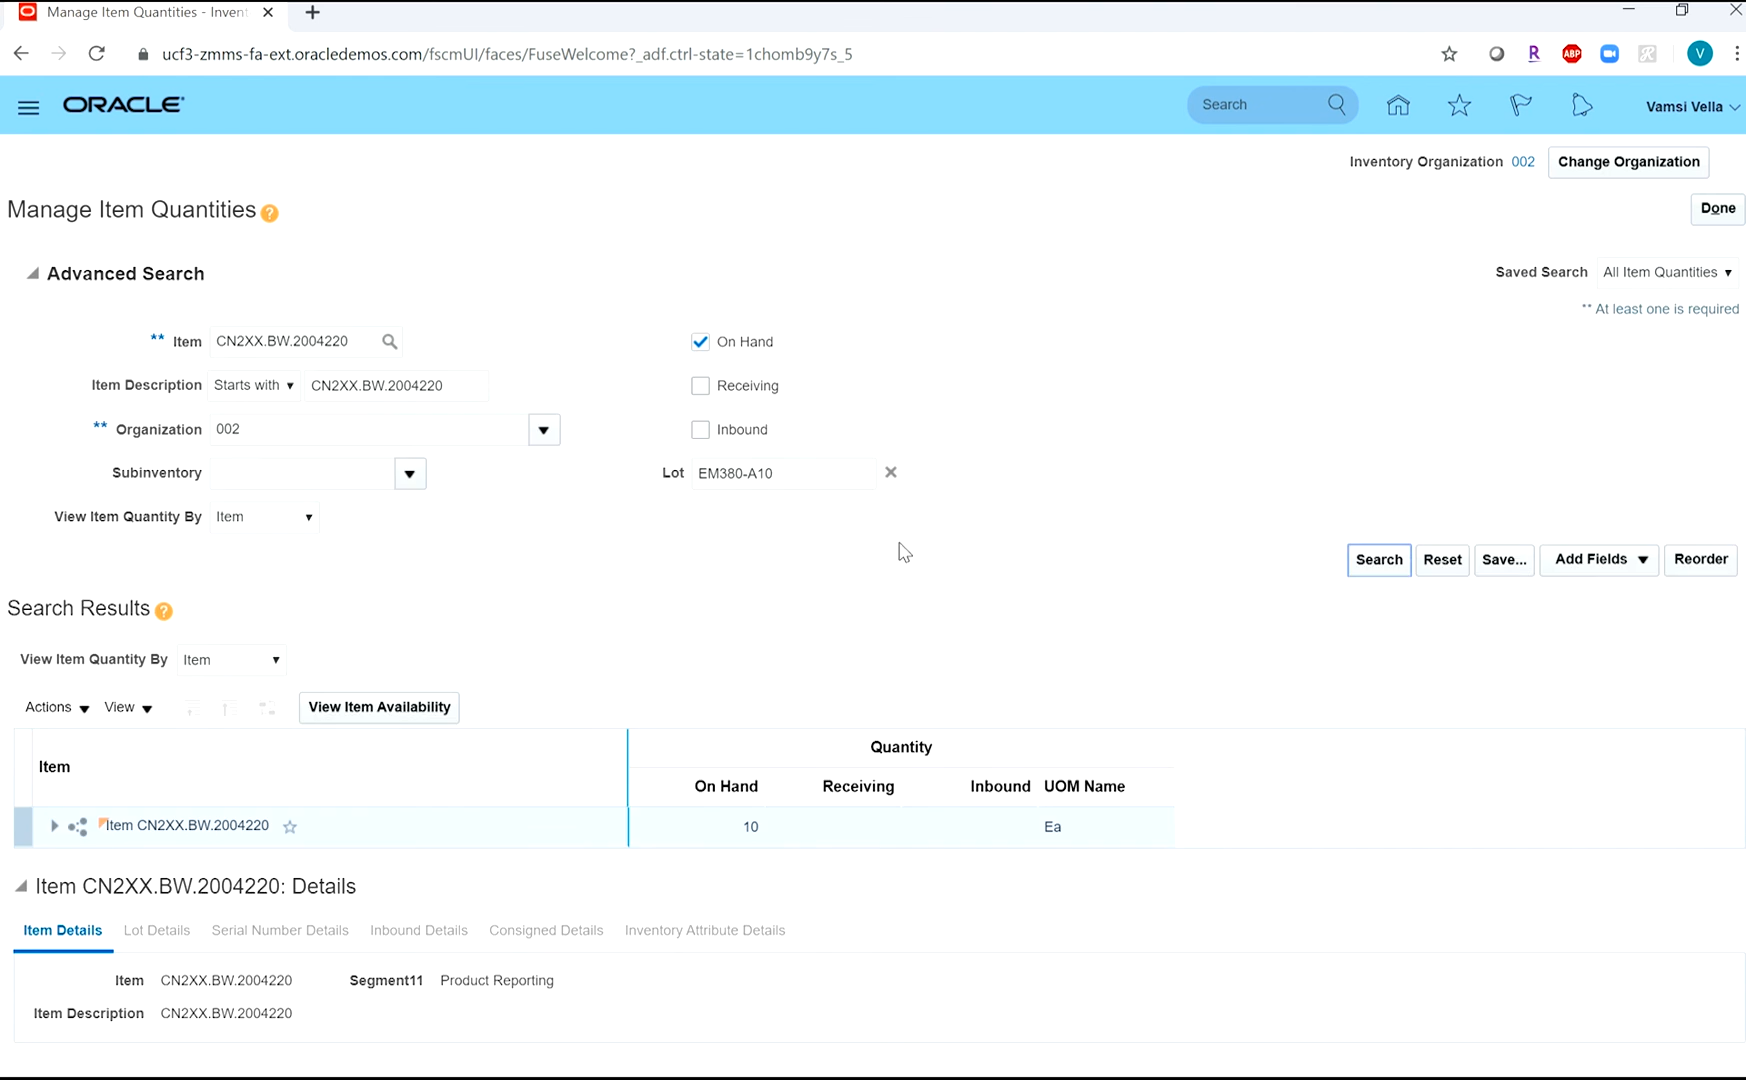 Manage Item Quantities - Inven
ucf3-zmms-fa-ext.oracledemos.com/fscmUI/faces/FuseWelcome?_adf.ctrl-state=1chomb9y7s_5
R
ABP
V
ORACLE
Search
Vamsi Vella
Inventory Organization 002 Change Organization
Manage Item Quantities ?
Done
Advanced Search
Saved Search All Item Quantities
** At least one is required
** Item CN2XX.BW.2004220
On Hand
Item Description Starts with CN2XX.BW.2004220
Receiving
** Organization 002
Inbound
Subinventory
Lot EM380-A10
View Item Quantity By Item
Search Reset Save... Add Fields Reorder
Search Results ?
View Item Quantity By Item
Actions View View Item Availability
Item
Quantity
On Hand Receiving Inbound UOM Name
Item CN2XX.BW.2004220 10 Ea
Item CN2XX.BW.2004220: Details
Item Details Lot Details Serial Number Details Inbound Details Consigned Details Inventory Attribute Details
Item CN2XX.BW.2004220 Segment11 Product Reporting
Item Description CN2XX.BW.2004220